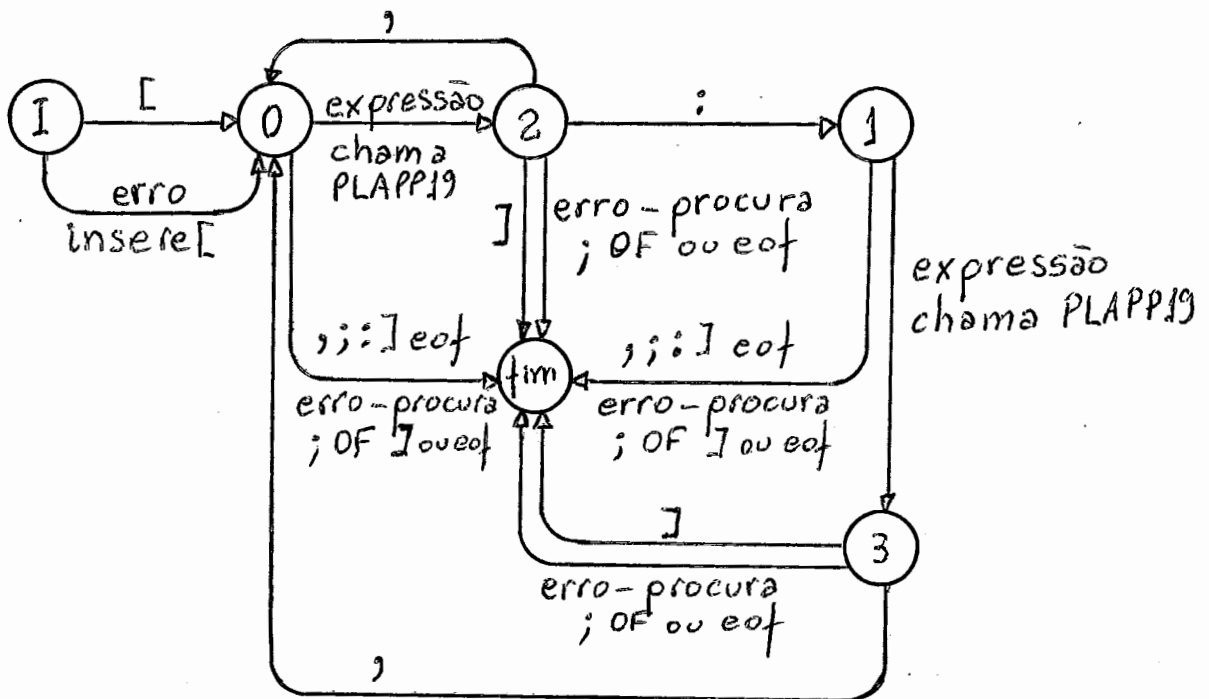 ,
[
I
0
expressão
2
:
1
chama
PLAPP19
erro
insere[
]
erro-procura
; OF ou eof
expressão
chama PLAPP19
,;:] eof
fim
,;:] eof
erro-procura
; OF ] ou eof
erro-procura
; OF ] ou eof
]
3
erro-procura
; OF ou eof
,